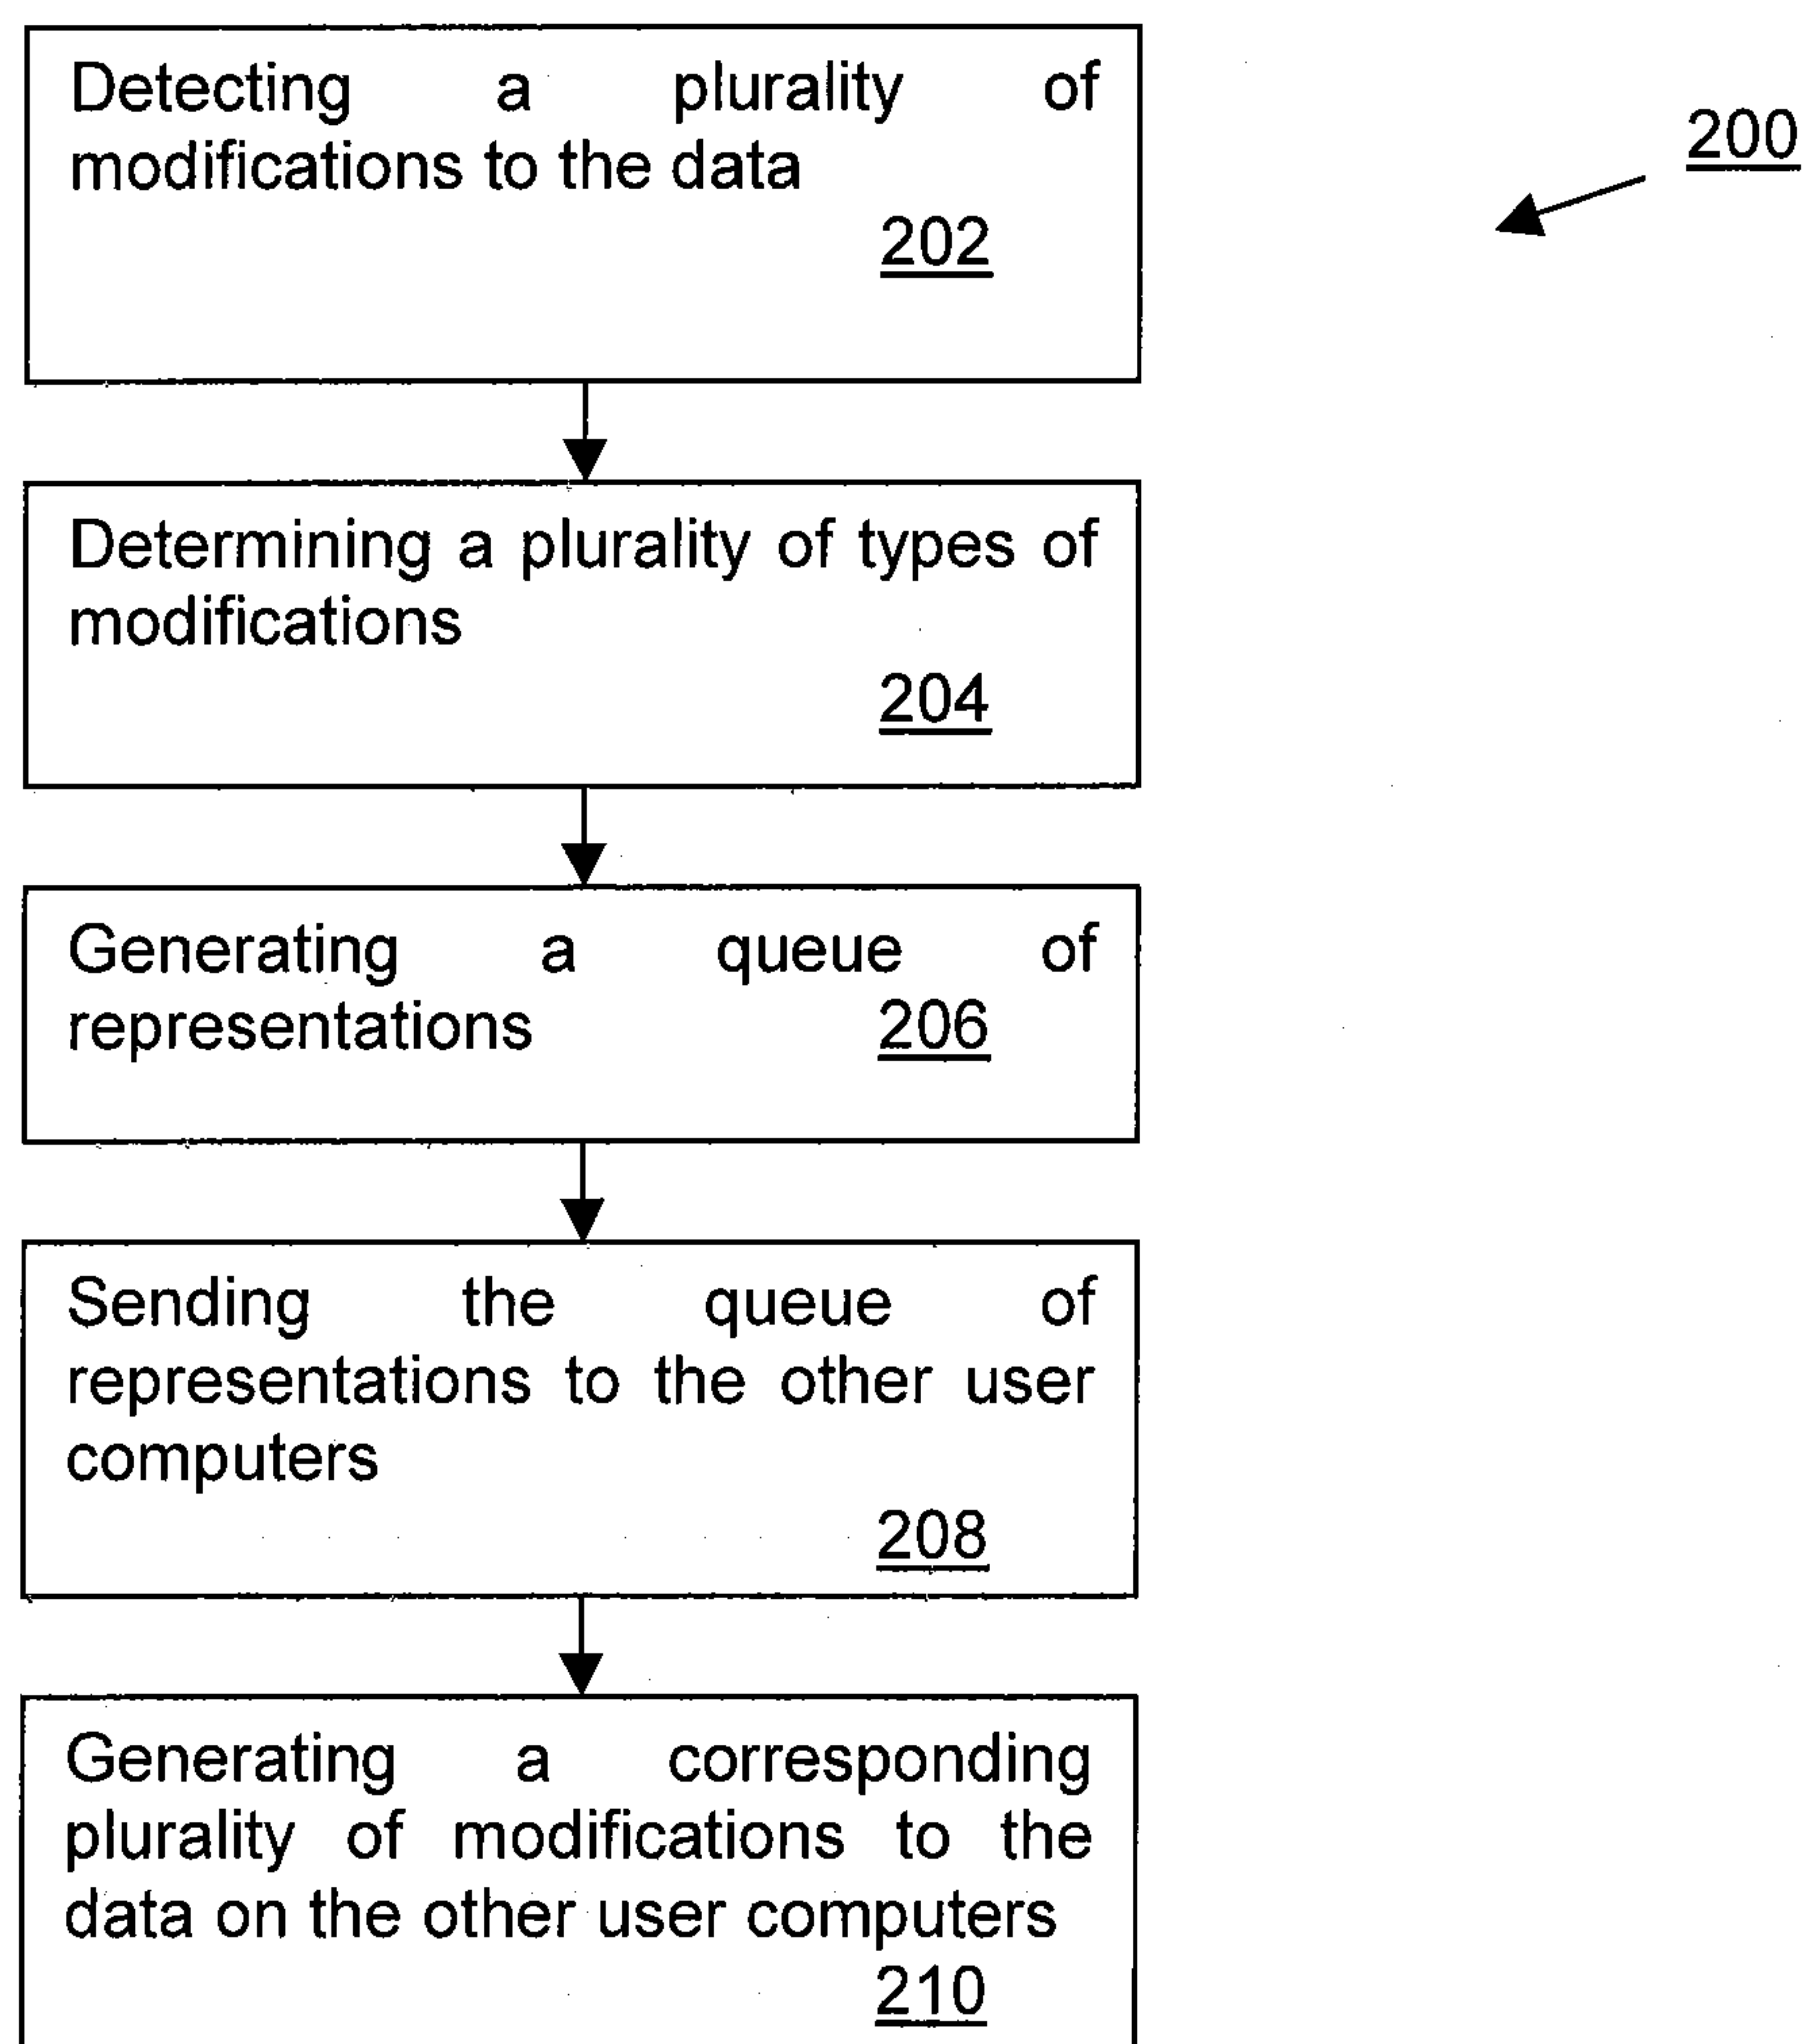 Detecting a plurality of
modifications to the data
202
200
Determining a plurality of types of
modifications
204
Generating a queue of
representations 206
Sending the queue of
representations to the other user
computers
208
Generating a corresponding
plurality of modifications to the
data on the other user computers
210